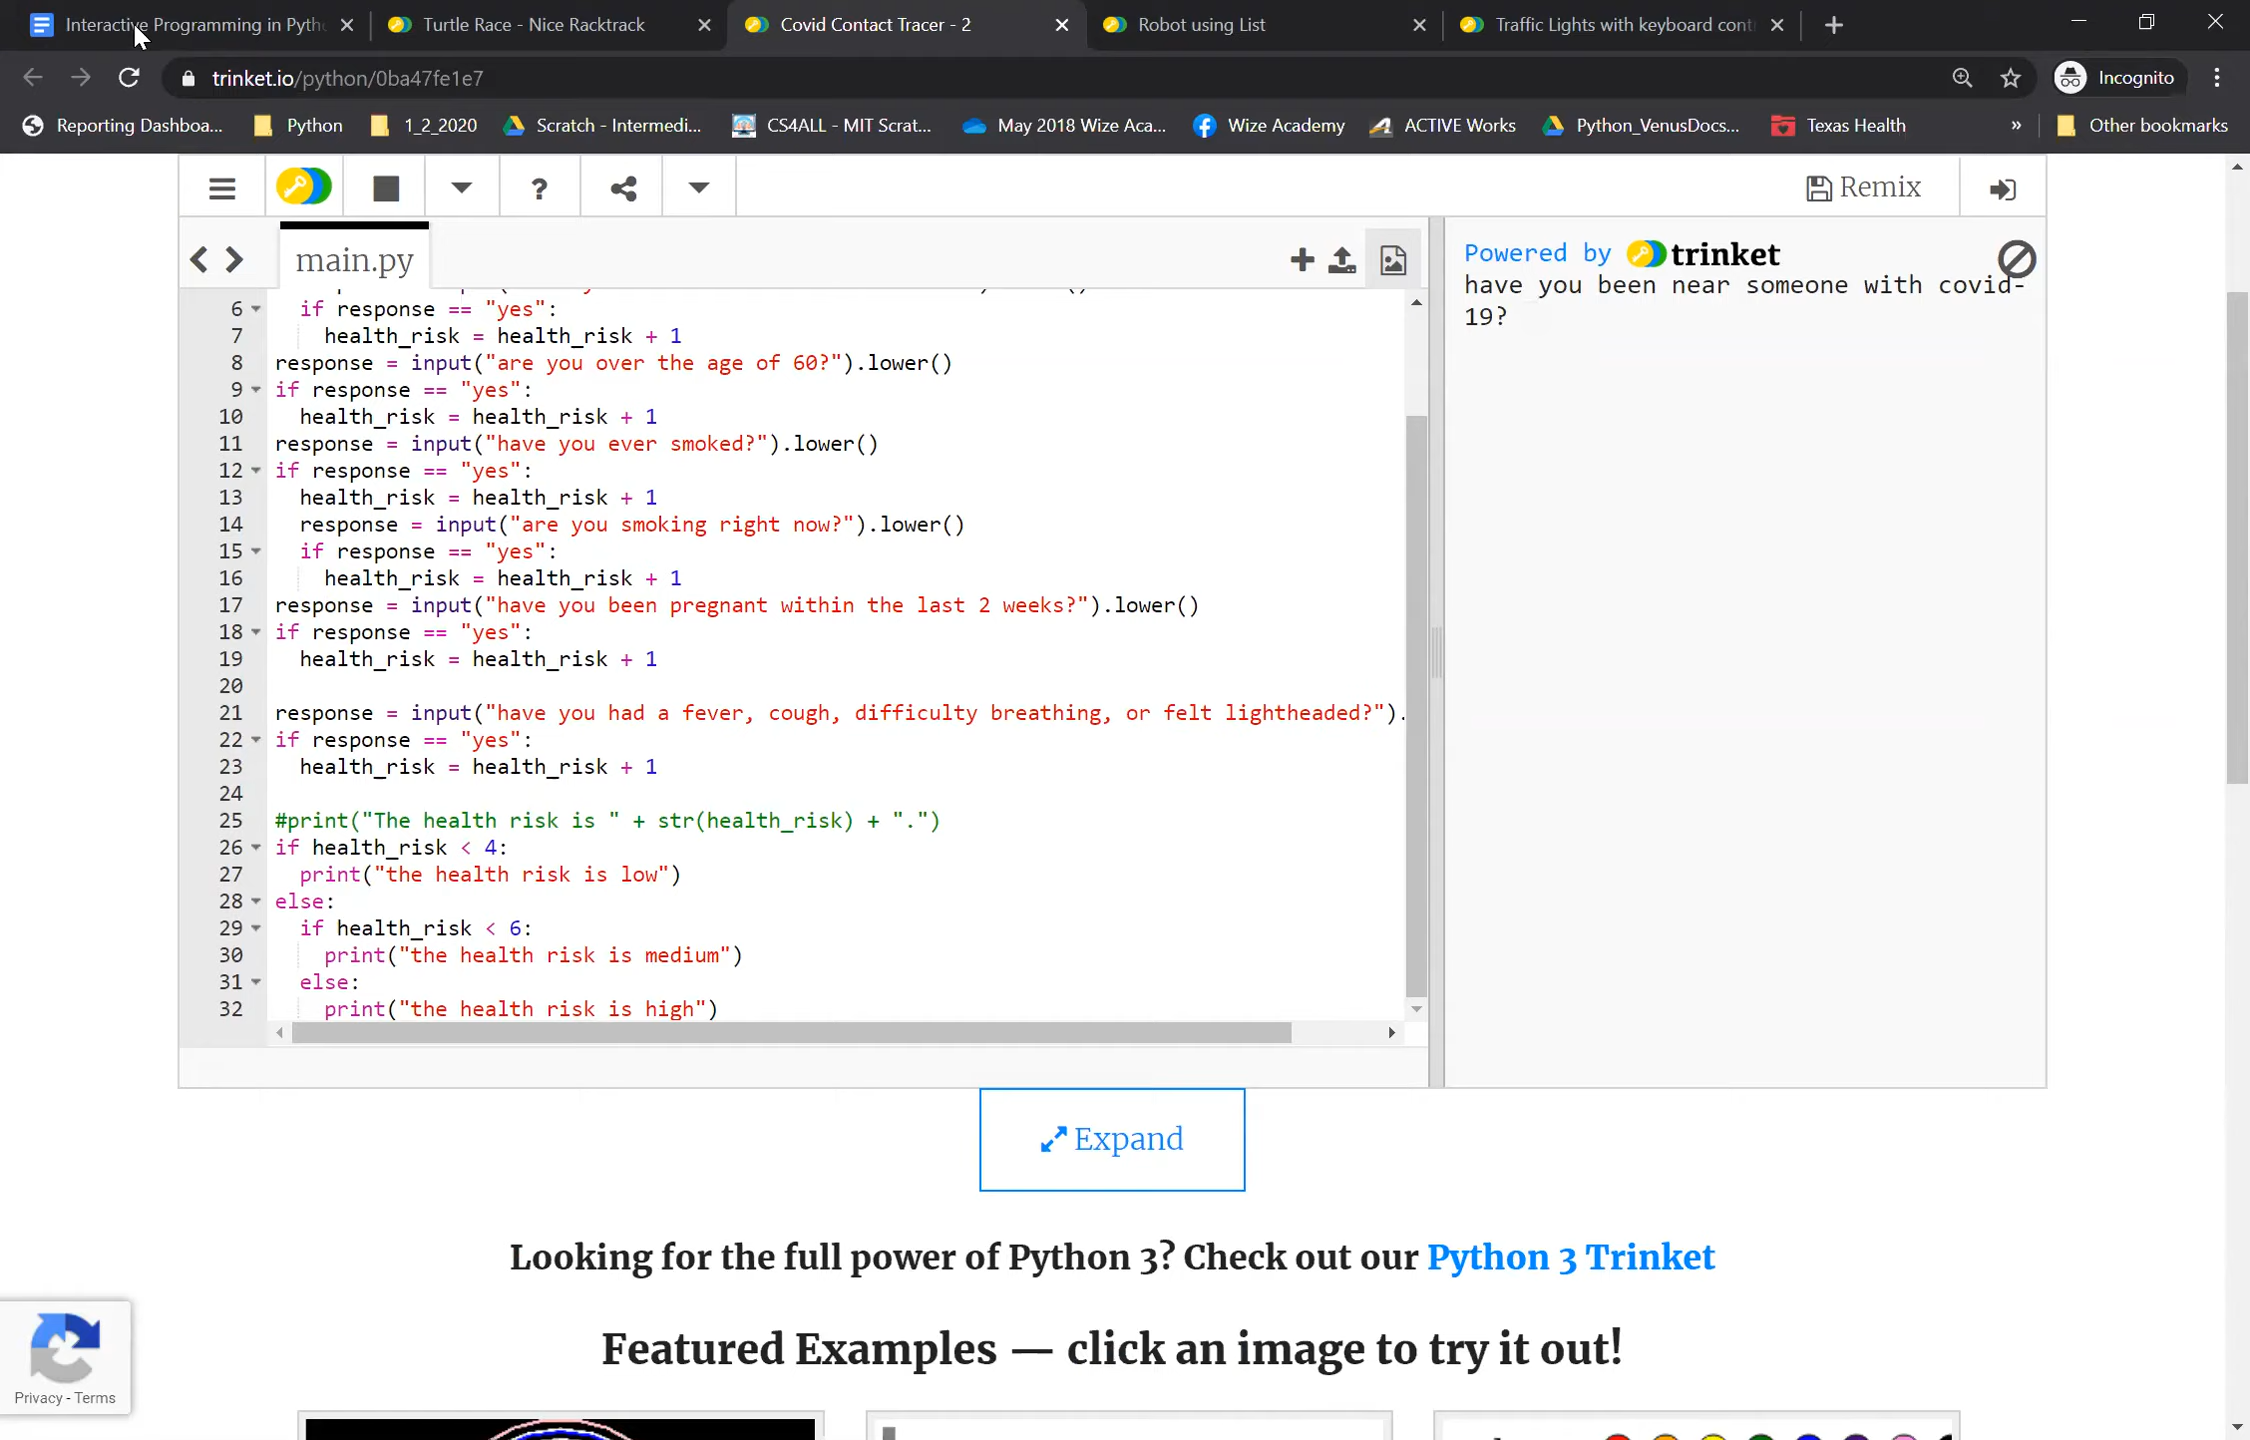 Interactive Programming in Pyth
Turtle Race - Nice Racktrack
Covid Contact Tracer - 2
Robot using List
Traffic Lights with keyboard cont
trinket.io/python/0ba47fe1e7
Incognito
Reporting Dashboa...
Python
1_2_2020
Scratch - Intermedi...
CS4ALL - MIT Scrat...
May 2018 Wize Aca...
Wize Academy
ACTIVE Works
Python_VenusDocs...
Texas Health
»
Other bookmarks
?
Remix
main.py
6 if response == "yes":
7 health_risk = health_risk + 1
8 response = input("are you over the age of 60?").lower()
9 if response == "yes":
10 health_risk = health_risk + 1
11 response = input("have you ever smoked?").lower()
12 if response == "yes":
13 health_risk = health_risk + 1
14 response = input("are you smoking right now?").lower()
15 if response == "yes":
16 health_risk = health_risk + 1
17 response = input("have you been pregnant within the last 2 weeks?").lower()
18 if response == "yes":
19 health_risk = health_risk + 1
20
21 response = input("have you had a fever, cough, difficulty breathing, or felt lightheaded?").
22 if response == "yes":
23 health_risk = health_risk + 1
24
25 #print("The health risk is " + str(health_risk) + ".")
26 if health_risk < 4:
27 print("the health risk is low")
28 else:
29 if health_risk < 6:
30 print("the health risk is medium")
31 else:
32 print("the health risk is high")
Powered by trinket
have you been near someone with covid-
19?
Expand
Looking for the full power of Python 3? Check out our Python 3 Trinket
Featured Examples — click an image to try it out!
Privacy - Terms